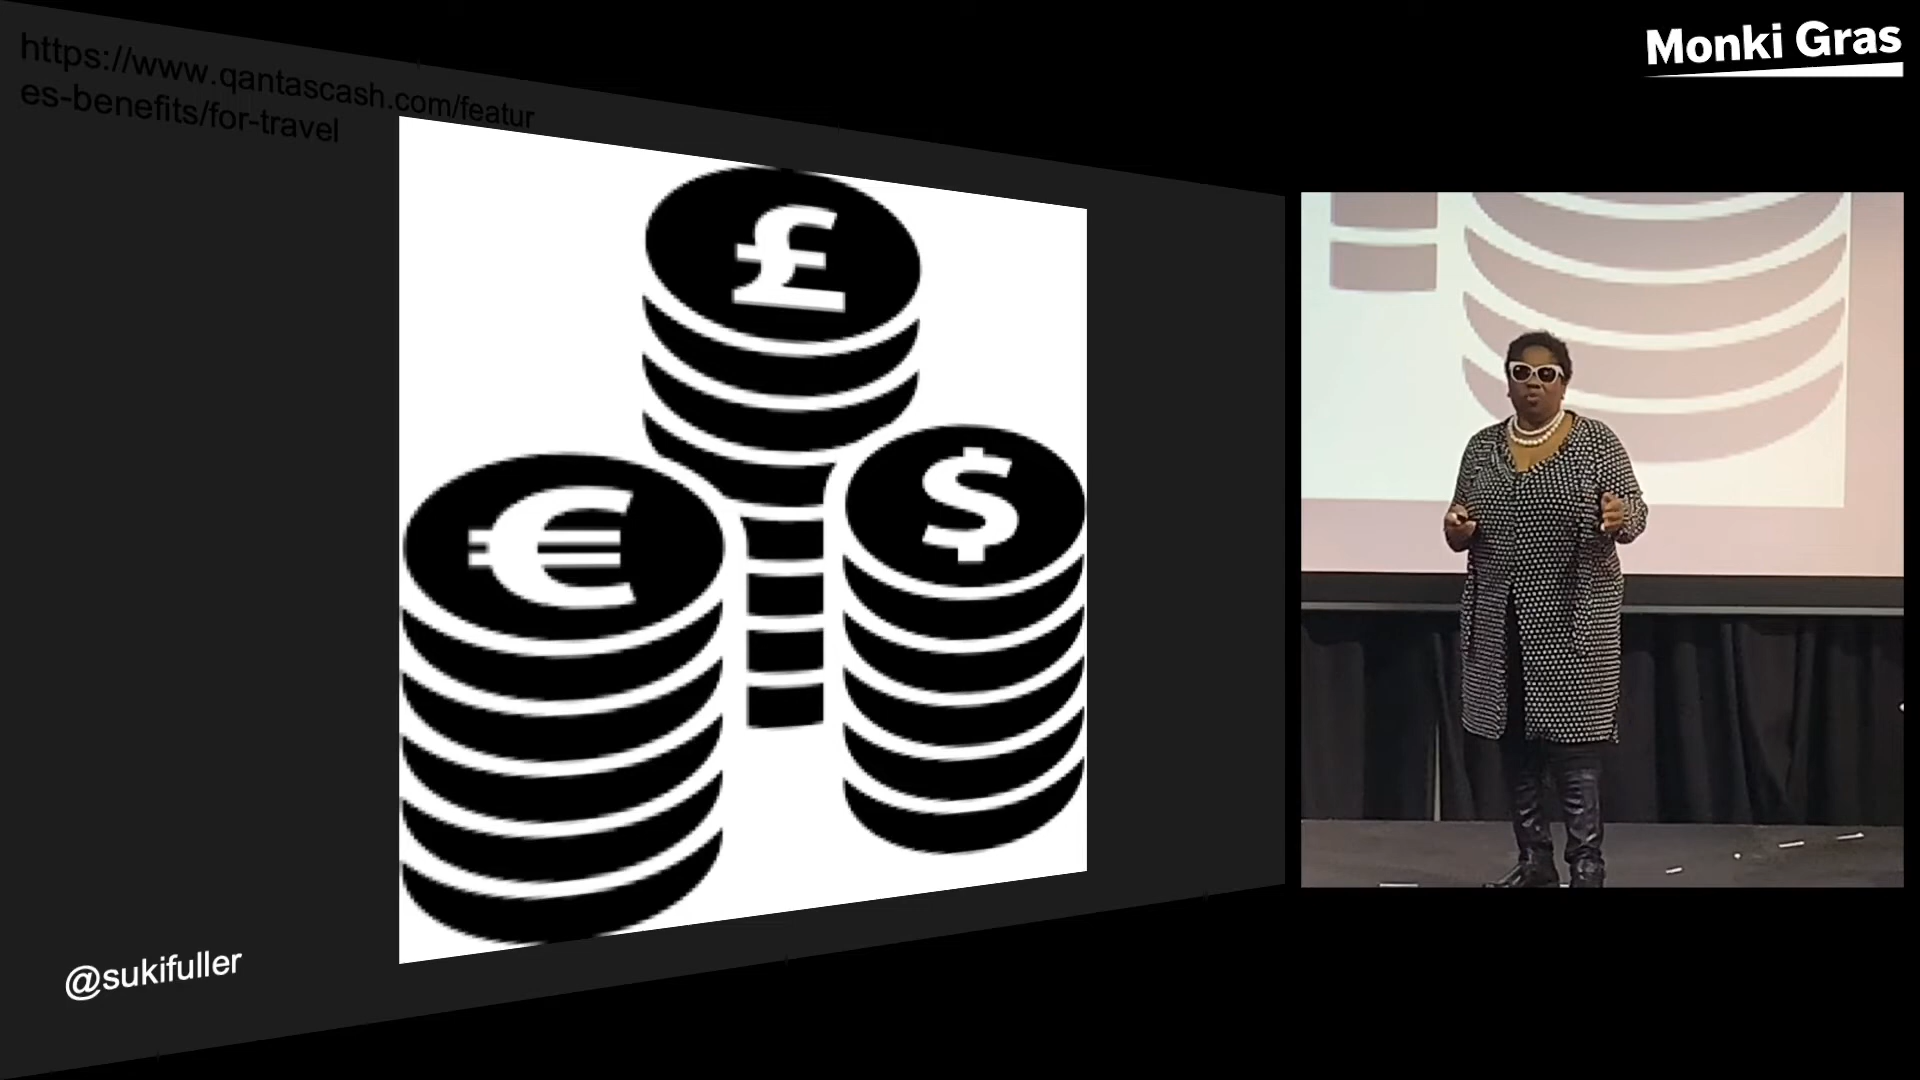 https://www.qantascash.com/featur
es-benefits/for-travel
Monki Gras
£
€
$
@sukifuller